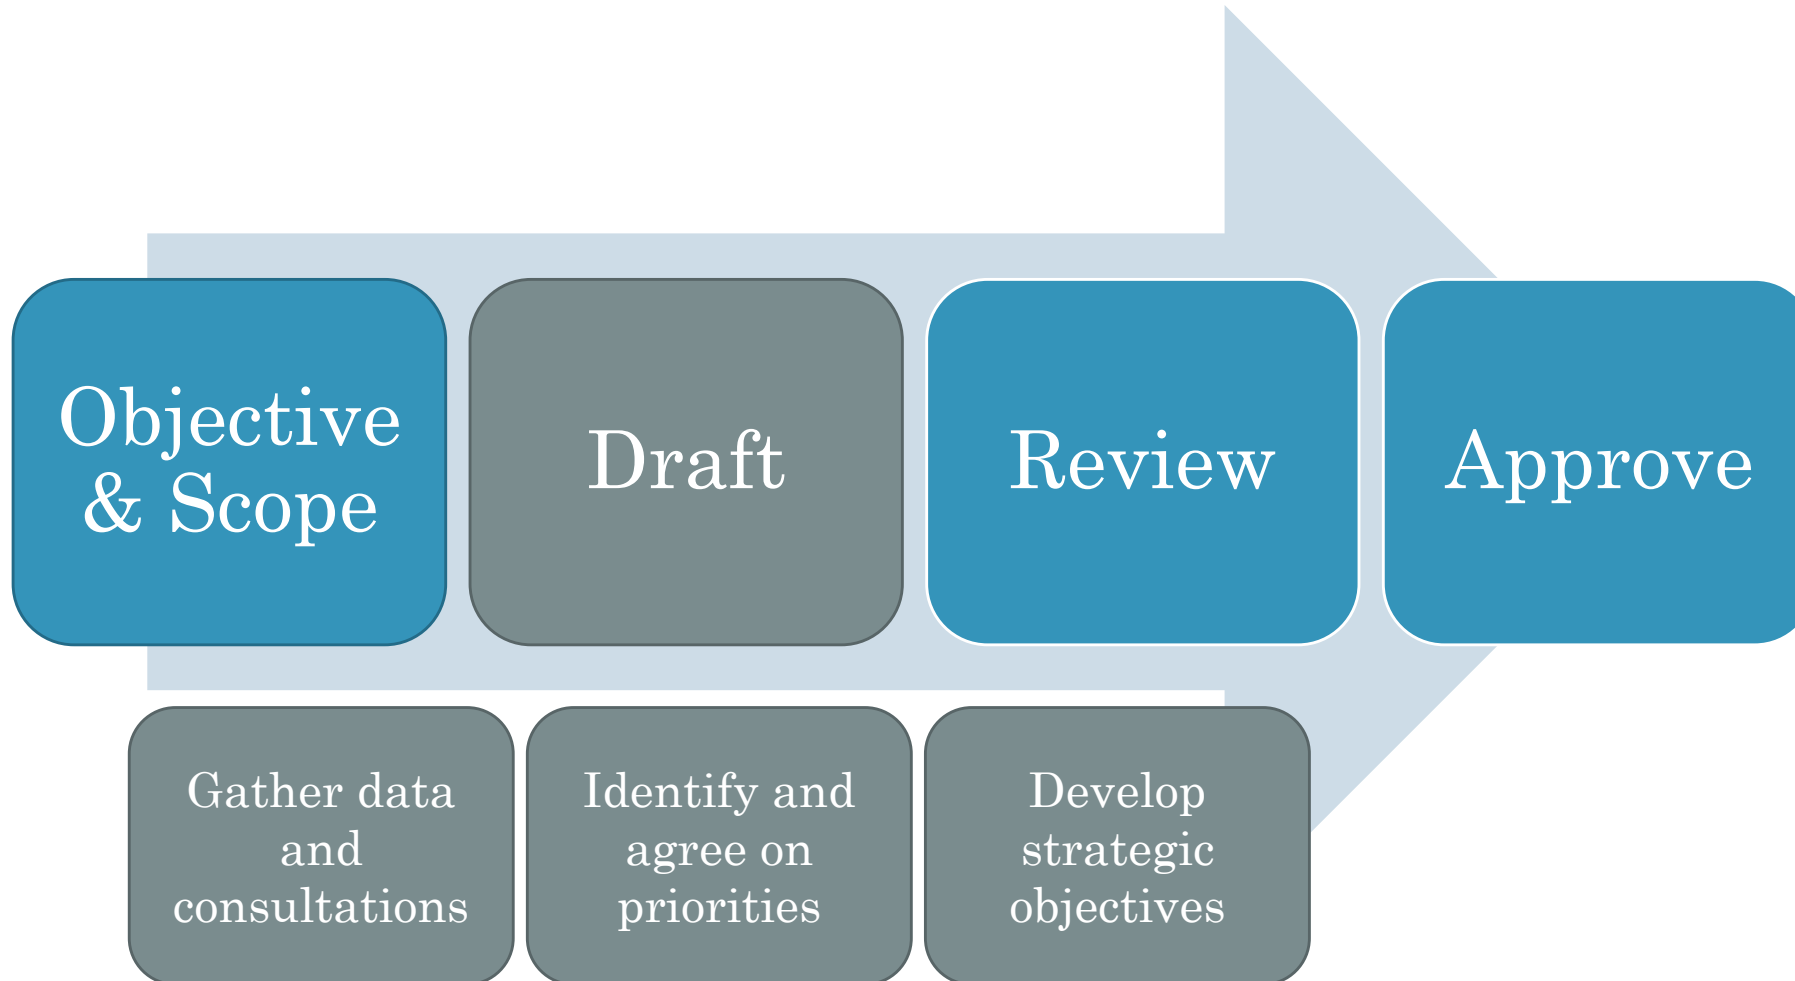 Objective
& Scope
Draft
Review
Approve
Gather data
and
consultations
Identify and
agree on
priorities
Develop
strategic
objectives